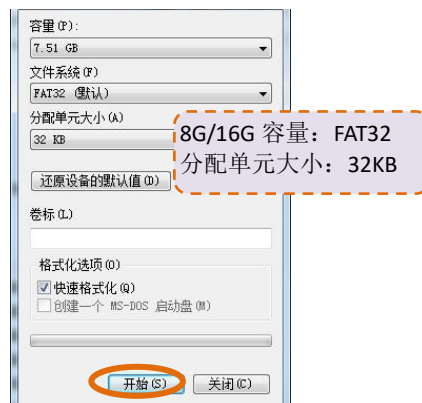 容量(P):
7.51 GB
文件系统(F)
FAT32 (默认)
分配单元大小(A)
32 KB
8G/16G 容量：FAT32
分配单元大小：32KB
还原设备的默认值(D)
卷标(L)
格式化选项(O)
快速格式化(Q)
创建一个 MS-DOS 启动盘(M)
开始(S)
关闭(C)